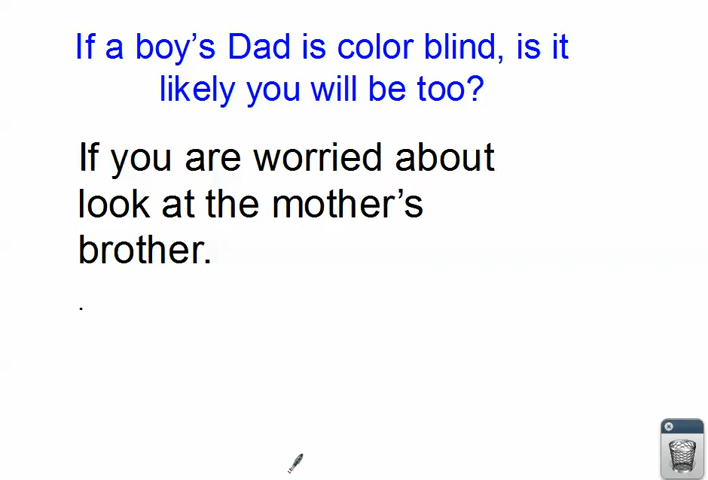 If a boy's Dad is color blind, is it
likely you will be too?
If you are worried about
look at the mother's
brother.
.